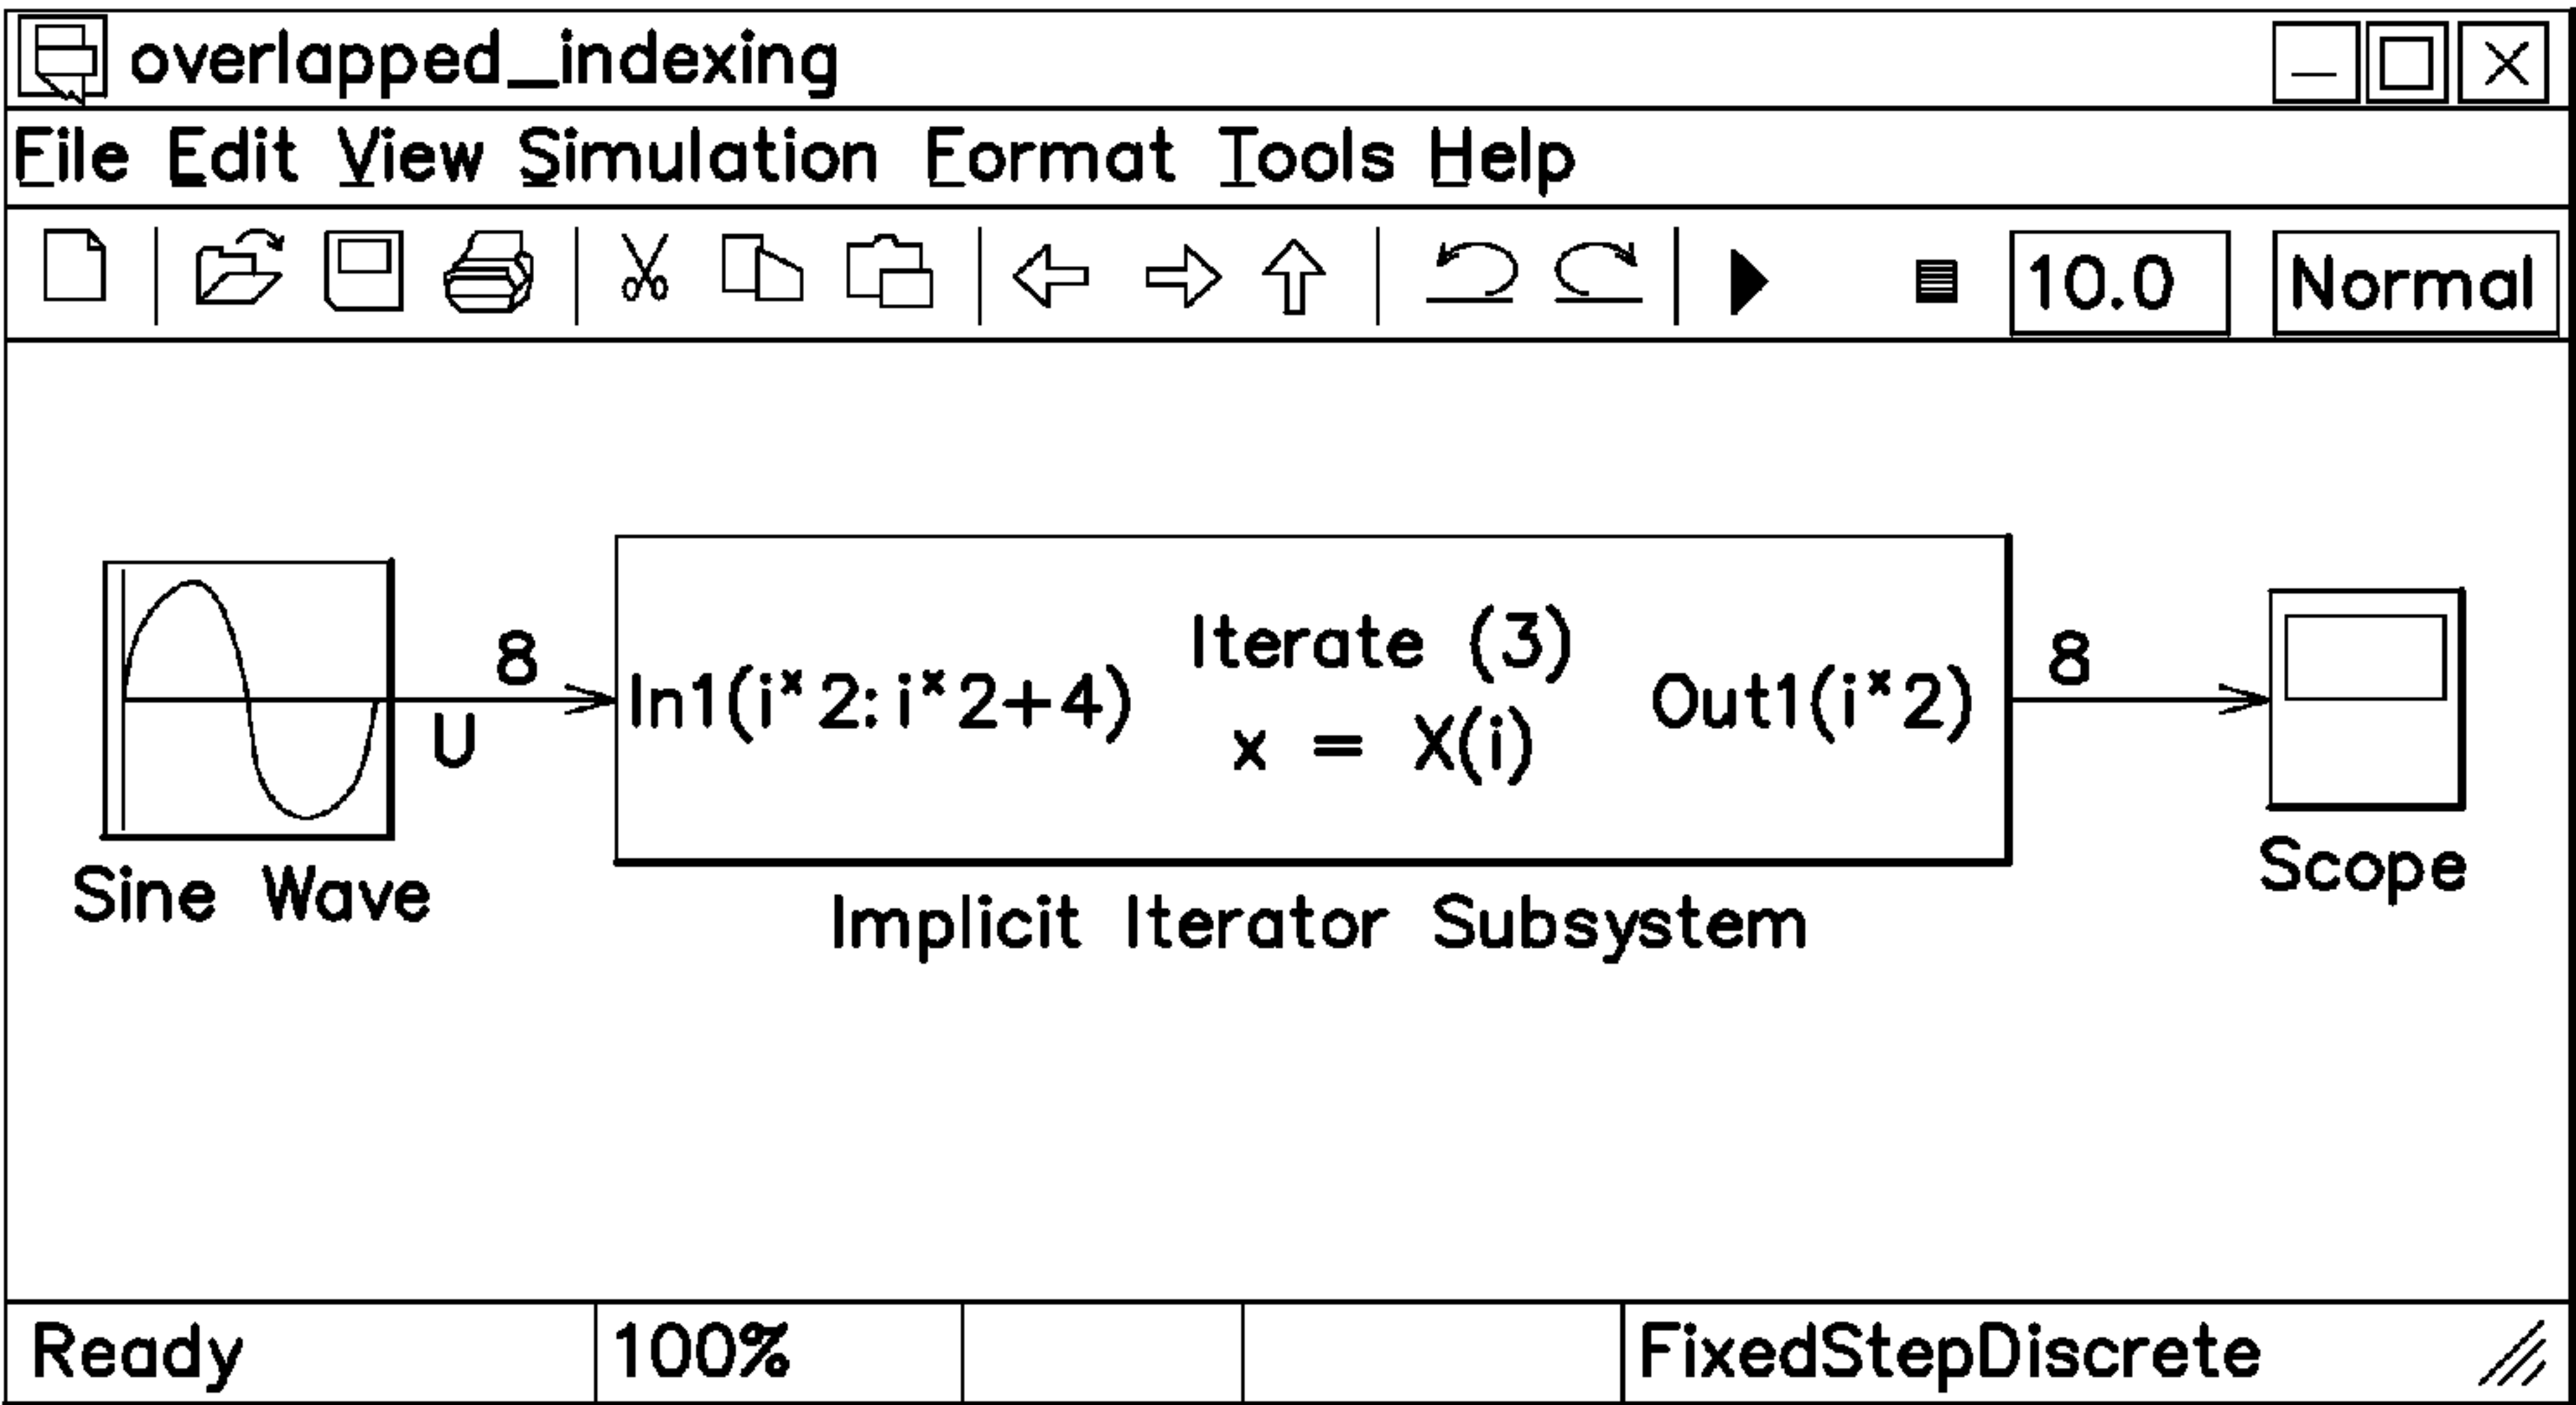 overlapped_indexing
File Edit View Simulation Format Tools Help
10.0 Normal
8
U
In1(i*2:i*2+4)
Iterate (3)
x = X(i)
Out1(i*2)
8
Sine Wave
Implicit Iterator Subsystem
Scope
Ready 100% FixedStepDiscrete